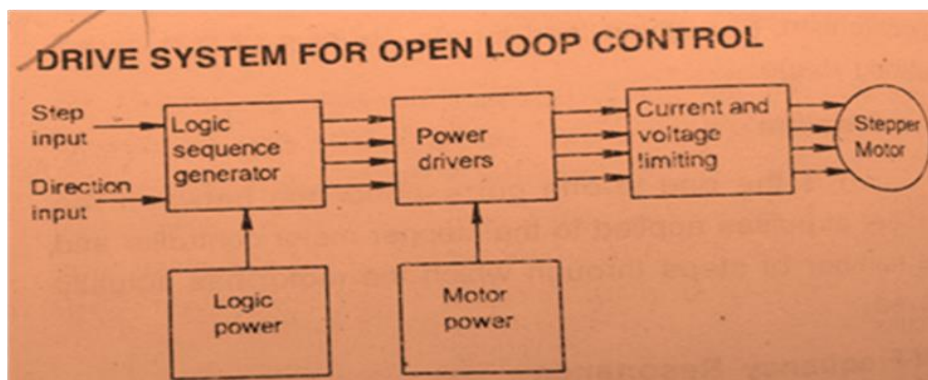 DRIVE SYSTEM FOR OPEN LOOP CONTROL
Step
input
Direction
input
Logic
sequence
generator
Power
drivers
Current and
voltage
limiting
Stepper
Motor
Logic
power
Motor
power